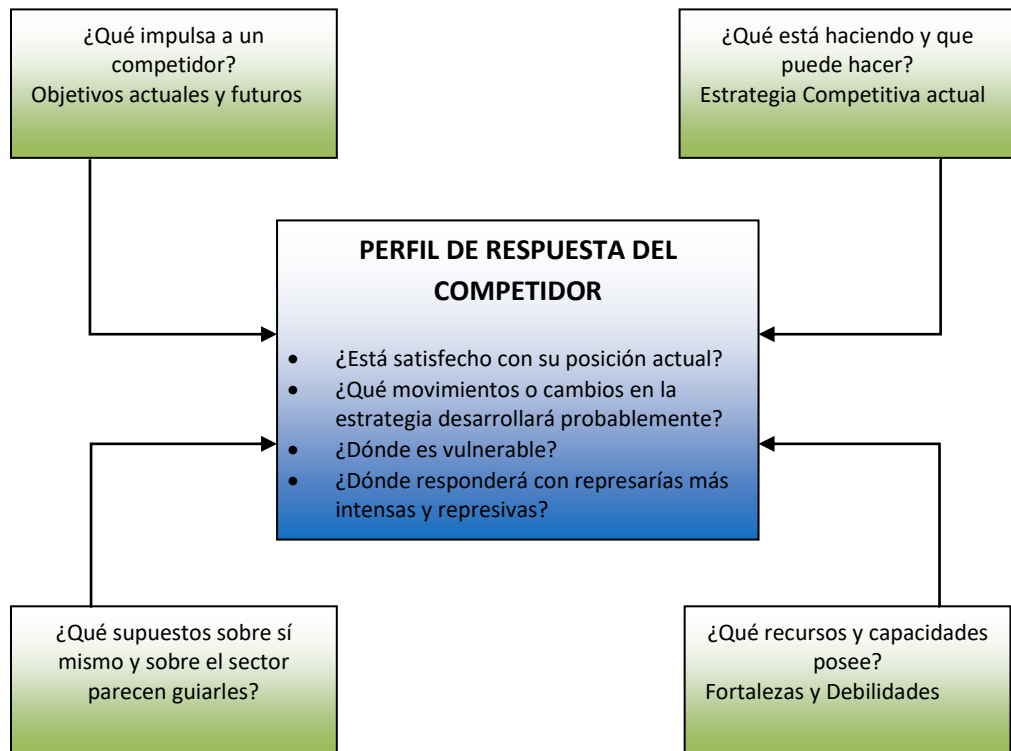 ¿Qué impulsa a un
competidor?
Objetivos actuales y futuros
¿Qué está haciendo y que
puede hacer?
Estrategia Competitiva actual
PERFIL DE RESPUESTA DEL
COMPETIDOR
• ¿Está satisfecho con su posición actual?
• ¿Qué movimientos o cambios en la
estrategia desarrollará probablemente?
• ¿Dónde es vulnerable?
• ¿Dónde responderá con represarías más
intensas y represivas?
¿Qué supuestos sobre sí
mismo y sobre el sector
parecen guiarles?
¿Qué recursos y capacidades
posee?
Fortalezas y Debilidades